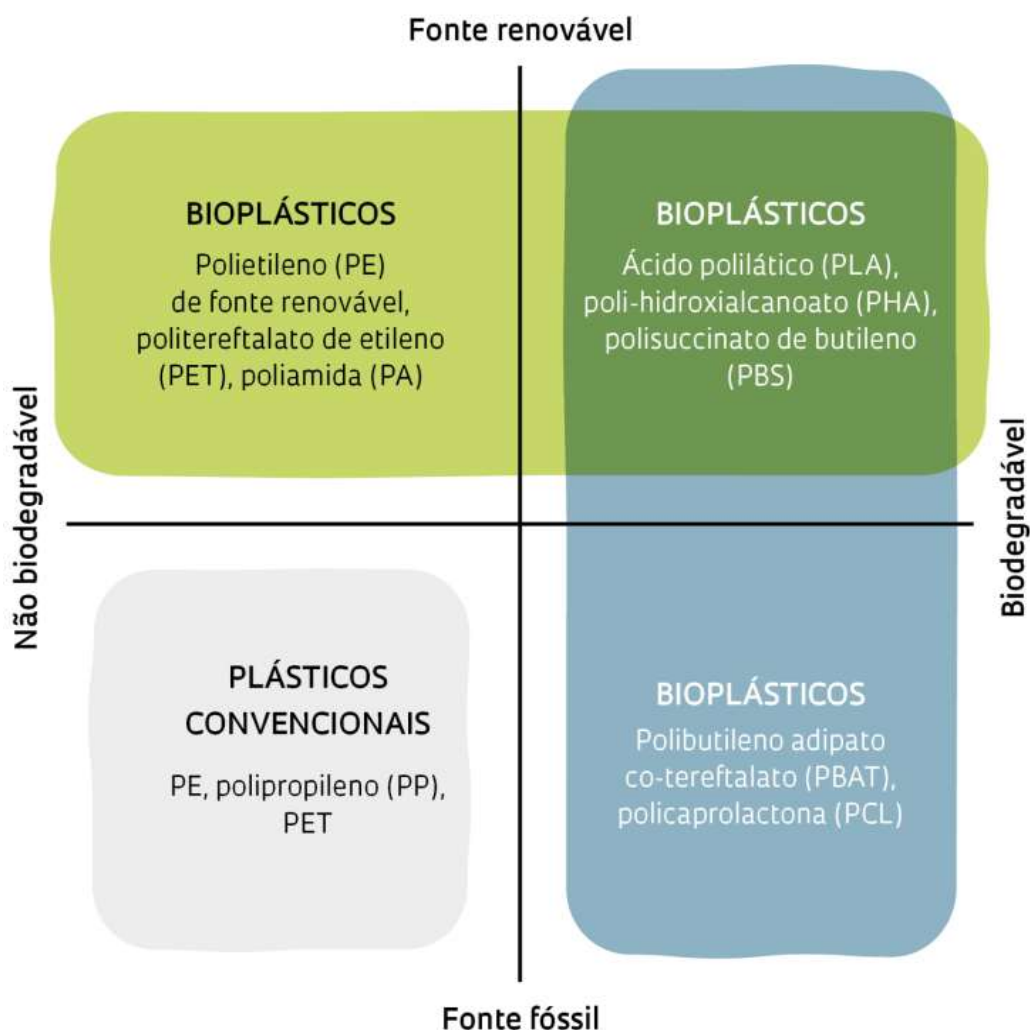 Fonte renovável
BIOPLÁSTICOS
Polietileno (PE)
de fonte renovável,
politereftalato de etileno
(PET), poliamida (PA)
BIOPLÁSTICOS
Ácido polilático (PLA),
poli-hidroxialcanoato (PHA),
polisuccinato de butileno
(PBS)
Não biodegradável
Biodegradável
PLÁSTICOS
CONVENCIONAIS
PE, polipropileno (PP),
PET
BIOPLÁSTICOS
Polibutileno adipato
co-tereftalato (PBAT),
policaprolactona (PCL)
Fonte fóssil